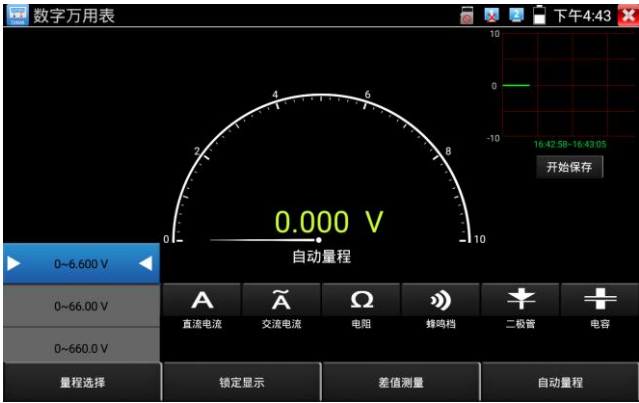 数字万用表
下午4:43
10
0
-10
16:42:58-16:43:05
开始保存
0
2
4
6
8
10
0.000 V
自动量程
0~6.600 V
0~66.00 V
0~660.0 V
A
直流电流
A
交流电流
Ω
电阻
蜂鸣档
二极管
电容
量程选择
锁定显示
差值测量
自动量程